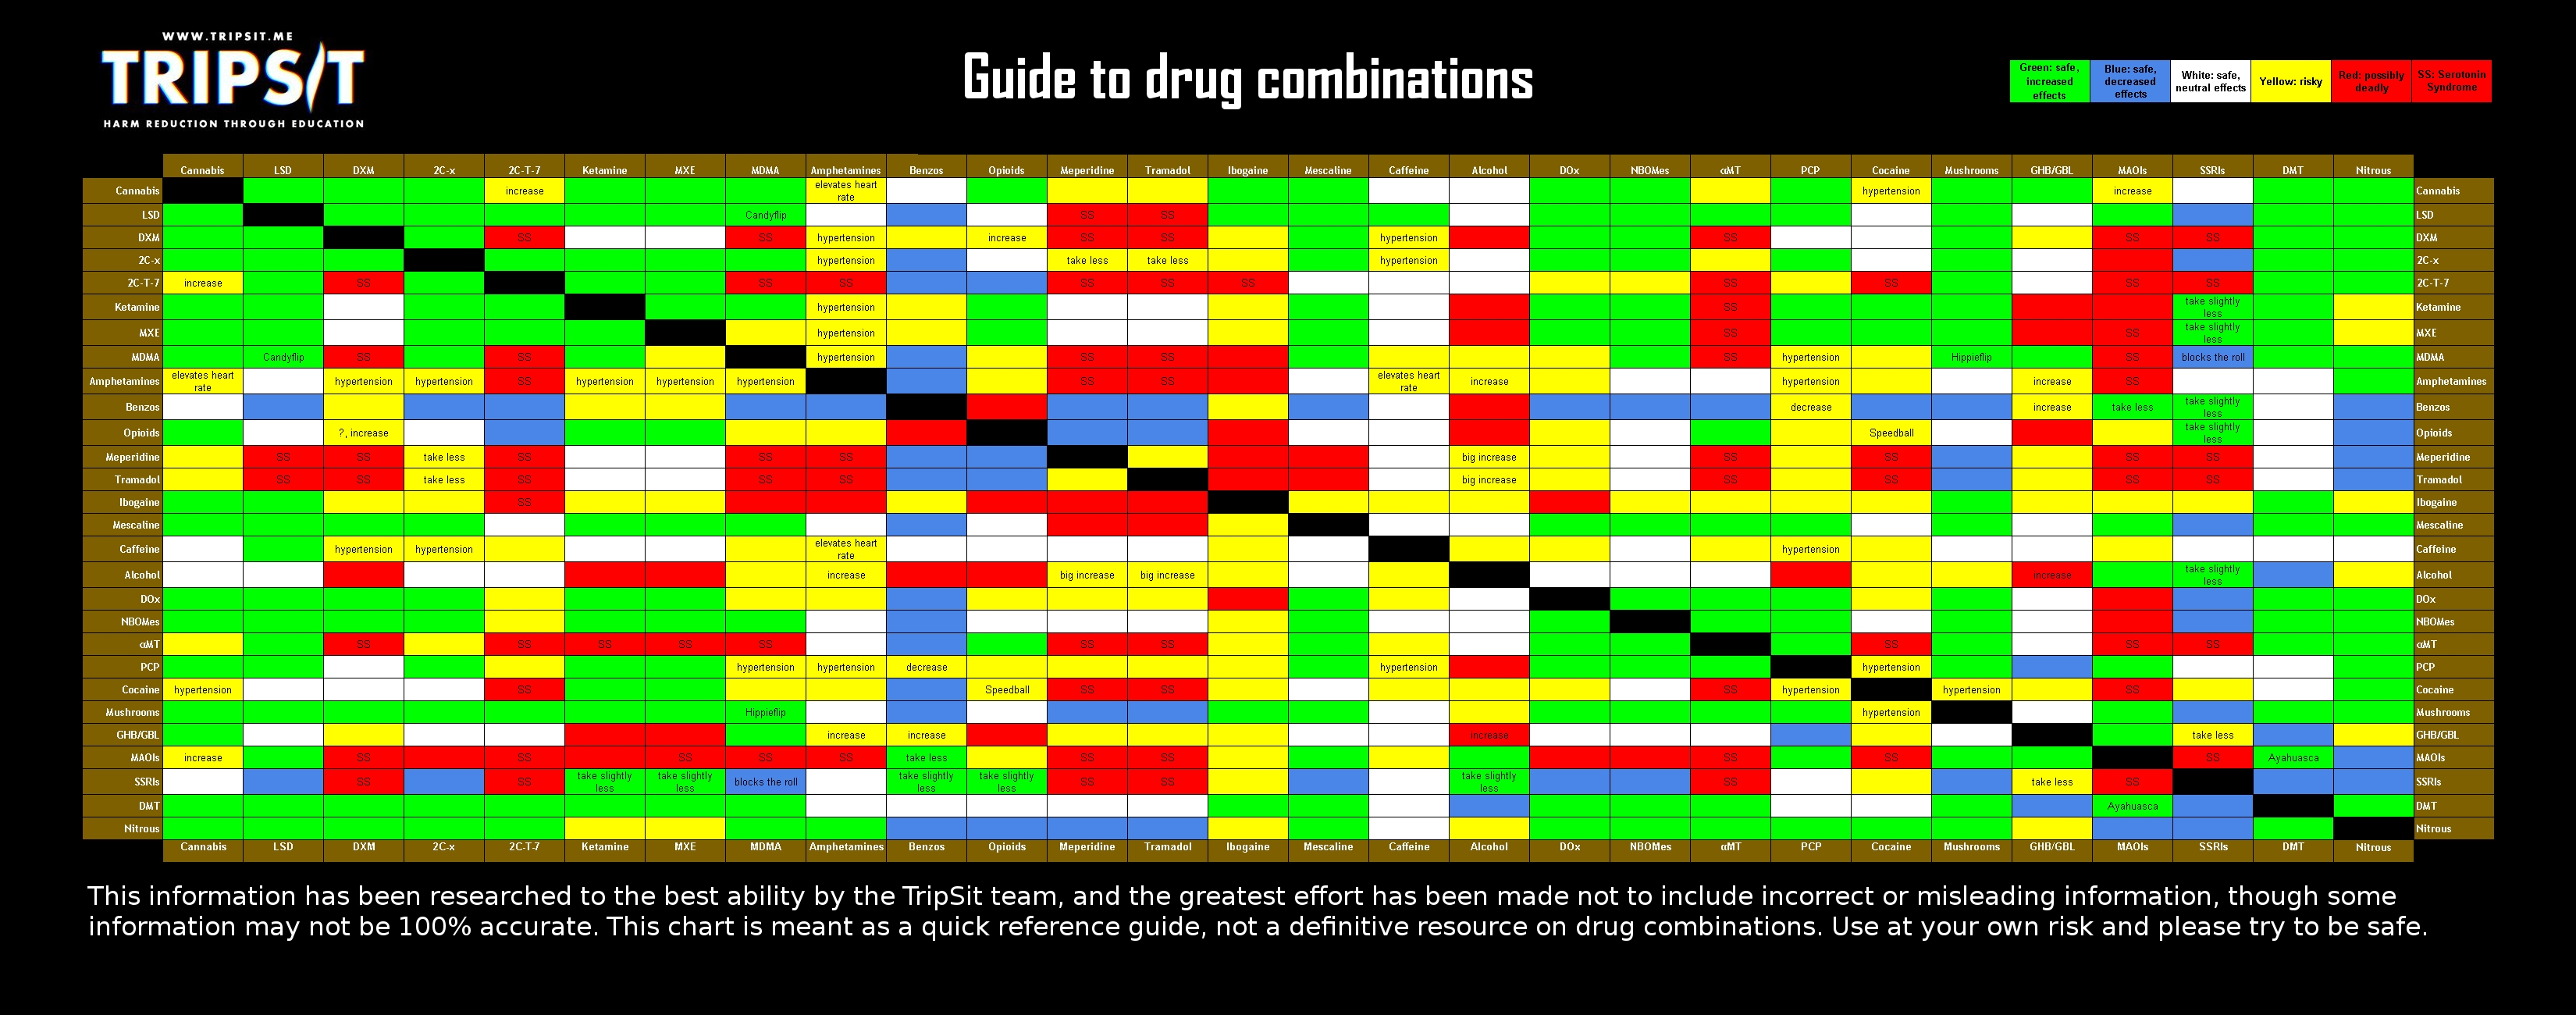 WWW.TRIPSIT.ME
TRIPSIT
HARM REDUCTION THROUGH EDUCATION
Guide to drug combinations
Green: safe, increased effects Blue: safe, decreased effects White: safe, neutral effects Yellow: risky Red: possibly deadly SS: Serotonin Syndrome
Cannabis LSD DXM 2C-x 2C-T-7 Ketamine MXE MDMA Amphetamines Benzos Opioids Meperidine Tramadol Ibogaine Mescaline Caffeine Alcohol DOx NBOMes αMT PCP Cocaine Mushrooms GHB/GBL MAOIs SSRIs DMT Nitrous
Cannabis increase elevates heart rate hypertension increase Cannabis
LSD Candyflip SS SS LSD
DXM SS SS hypertension increase SS SS hypertension SS SS SS DXM
2C-x hypertension take less take less hypertension 2C-x
2C-T-7 increase SS SS SS SS SS SS SS SS SS SS 2C-T-7
Ketamine hypertension SS take slightly less Ketamine
MXE hypertension SS SS take slightly less MXE
MDMA Candyflip SS SS hypertension SS SS SS hypertension Hippieflip SS blocks the roll MDMA
Amphetamines elevates heart rate hypertension hypertension SS hypertension hypertension hypertension SS SS elevates heart rate increase hypertension increase SS Amphetamines
Benzos decrease increase take less take slightly less Benzos
Opioids ?, increase Speedball take slightly less Opioids
Meperidine SS SS take less SS SS SS big increase SS SS SS SS Meperidine
Tramadol SS SS take less SS SS SS big increase SS SS SS SS Tramadol
Ibogaine SS Ibogaine
Mescaline Mescaline
Caffeine hypertension hypertension elevates heart rate hypertension Caffeine
Alcohol increase big increase big increase increase take slightly less Alcohol
DOx DOx
NBOMes NBOMes
αMT SS SS SS SS SS SS SS SS SS SS αMT
PCP hypertension hypertension decrease hypertension hypertension PCP
Cocaine hypertension SS Speedball SS SS SS hypertension hypertension SS Cocaine
Mushrooms Hippieflip hypertension Mushrooms
GHB/GBL increase increase increase take less GHB/GBL
MAOIs increase SS SS SS SS SS take less SS SS SS SS SS Ayahuasca MAOIs
SSRIs SS SS take slightly less take slightly less blocks the roll take slightly less take slightly less SS SS take slightly less SS take less SS SSRIs
DMT Ayahuasca DMT
Nitrous Nitrous
Cannabis LSD DXM 2C-x 2C-T-7 Ketamine MXE MDMA Amphetamines Benzos Opioids Meperidine Tramadol Ibogaine Mescaline Caffeine Alcohol DOx NBOMes αMT PCP Cocaine Mushrooms GHB/GBL MAOIs SSRIs DMT Nitrous
This information has been researched to the best ability by the TripSit team, and the greatest effort has been made not to include incorrect or misleading information, though some
information may not be 100% accurate. This chart is meant as a quick reference guide, not a definitive resource on drug combinations. Use at your own risk and please try to be safe.